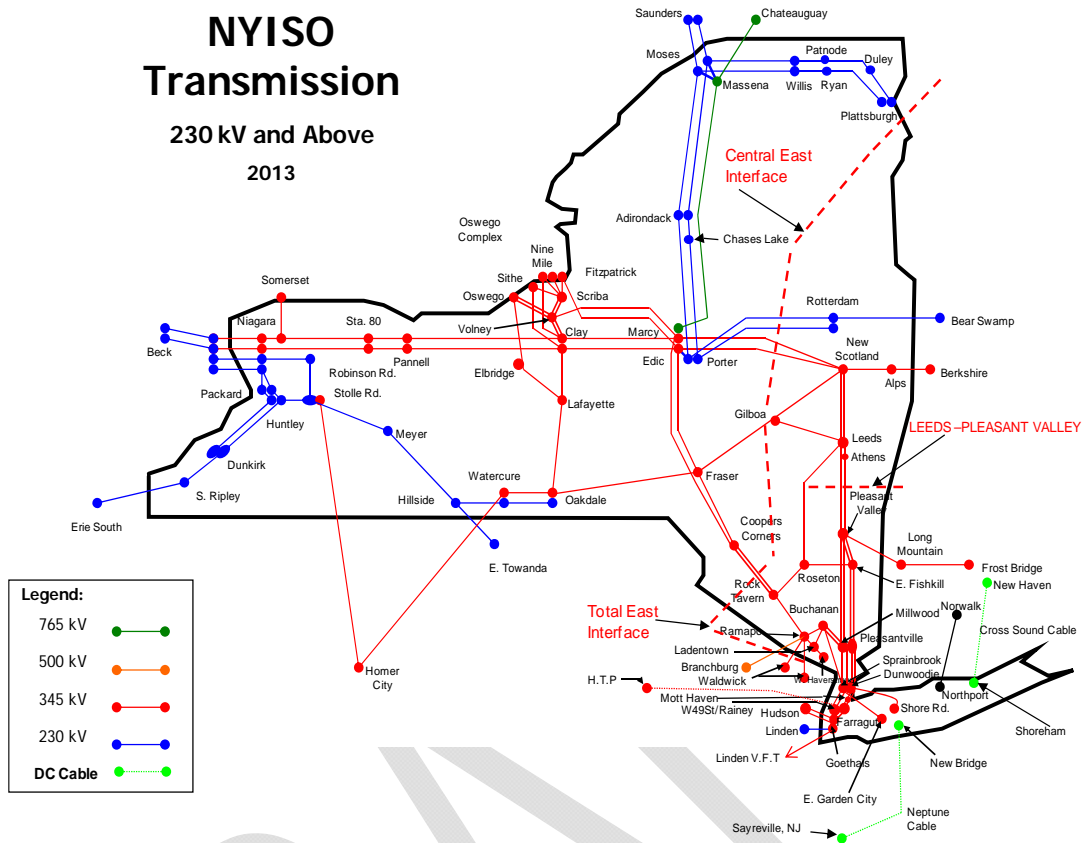 NYISO
Transmission
230 kV and Above
2013
Saunders
Chateauguay
Moses
Massena
Patnode
Willis
Ryan
Duley
Plattsburgh
Central East
Interface
Adirondack
Chases Lake
Oswego
Complex
Nine
Mile
Sithe
Fitzpatrick
Oswego
Scriba
Somerset
Niagara
Sta. 80
Volney
Clay
Marcy
Rotterdam
Bear Swamp
Beck
Pannell
Edic
Porter
New
Scotland
Robinson Rd.
Elbridge
Alps
Berkshire
Packard
Stolle Rd.
Lafayette
Huntley
Gilboa
LEEDS –PLEASANT VALLEY
Meyer
Leeds
Athens
Dunkirk
Watercure
Fraser
S. Ripley
Hillside
Oakdale
Pleasant
Valley
Erie South
Coopers
Corners
Long
Mountain
E. Towanda
Frost Bridge
Roseton
E. Fishkill
New Haven
Rock
Tavern
Legend:
765 kV
500 kV
345 kV
230 kV
DC Cable
Buchanan
Millwood
Norwalk
Total East
Interface
Ramapo
Pleasantville
Cross Sound Cable
Ladentown
Sprainbrook
Branchburg
Dunwoodie
Homer
City
Waldwick
W. Haverst
H.T.P
Mott Haven
Northport
W49St/Rainey
Shore Rd.
Hudson
Farragut
Linden
Shoreham
Linden V.F.T
Goethals
New Bridge
E. Garden City
Neptune
Cable
Sayreville, NJ